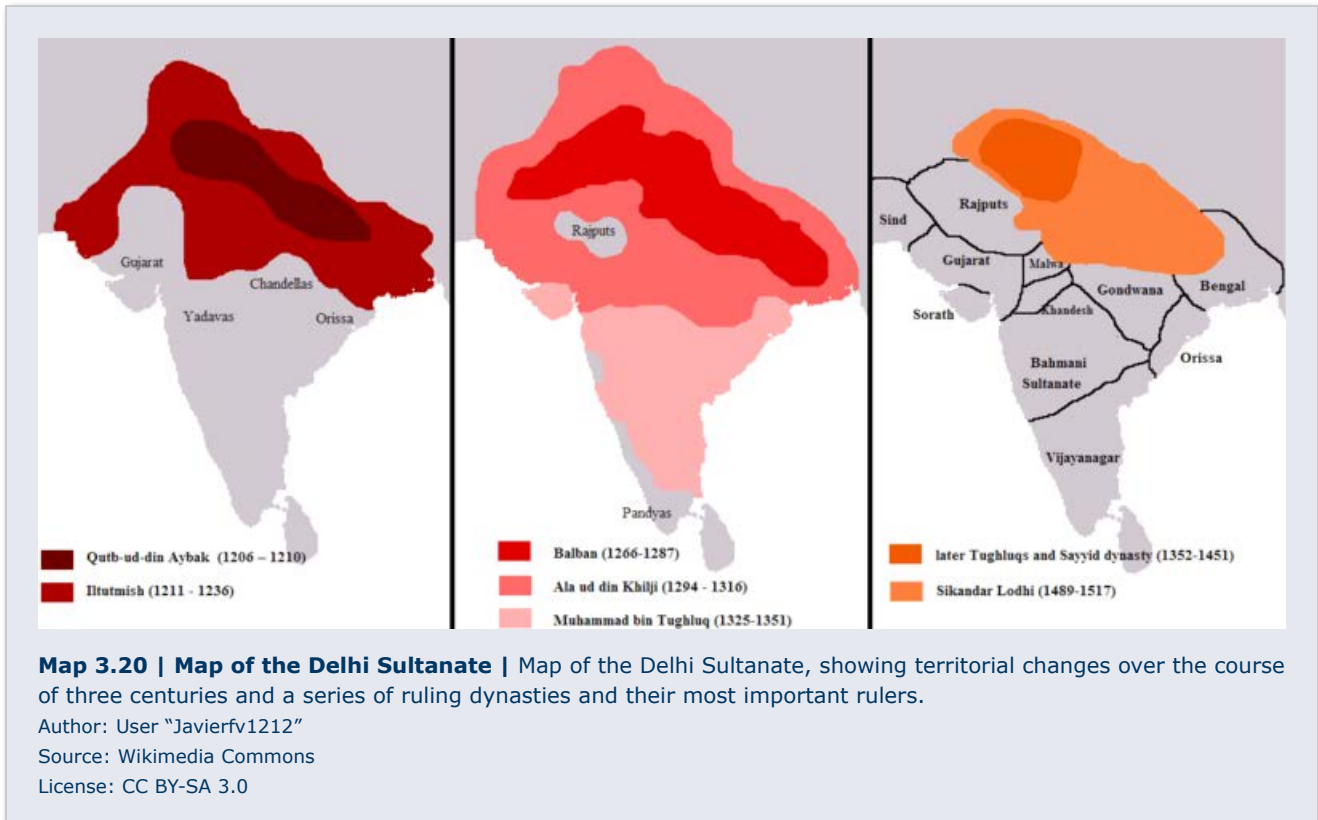 Gujarat
Chandellas
Yadavas
Orissa
Qutb-ud-din Aybak (1206 – 1210)
Iltutmish (1211 - 1236)
Rajputs
Pandyas
Balban (1266-1287)
Ala ud din Khilji (1294 - 1316)
Muhammad bin Tughluq (1325-1351)
Rajputs
Sind
Gujarat
Malwa
Gondwana
Bengal
Sorath
Khandesh
Orissa
Bahmani
Sultanate
Vijayanagar
later Tughluqs and Sayyid dynasty (1352-1451)
Sikandar Lodhi (1489-1517)
Map 3.20 | Map of the Delhi Sultanate | Map of the Delhi Sultanate, showing territorial changes over the course
of three centuries and a series of ruling dynasties and their most important rulers.
Author: User “Javierfv1212”
Source: Wikimedia Commons
License: CC BY-SA 3.0